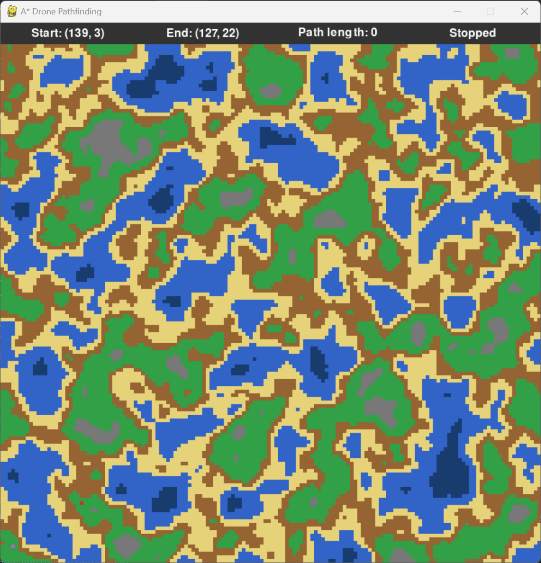 A* Drone Pathfinding
Start: (139, 3) End: (127, 22) Path length: 0 Stopped